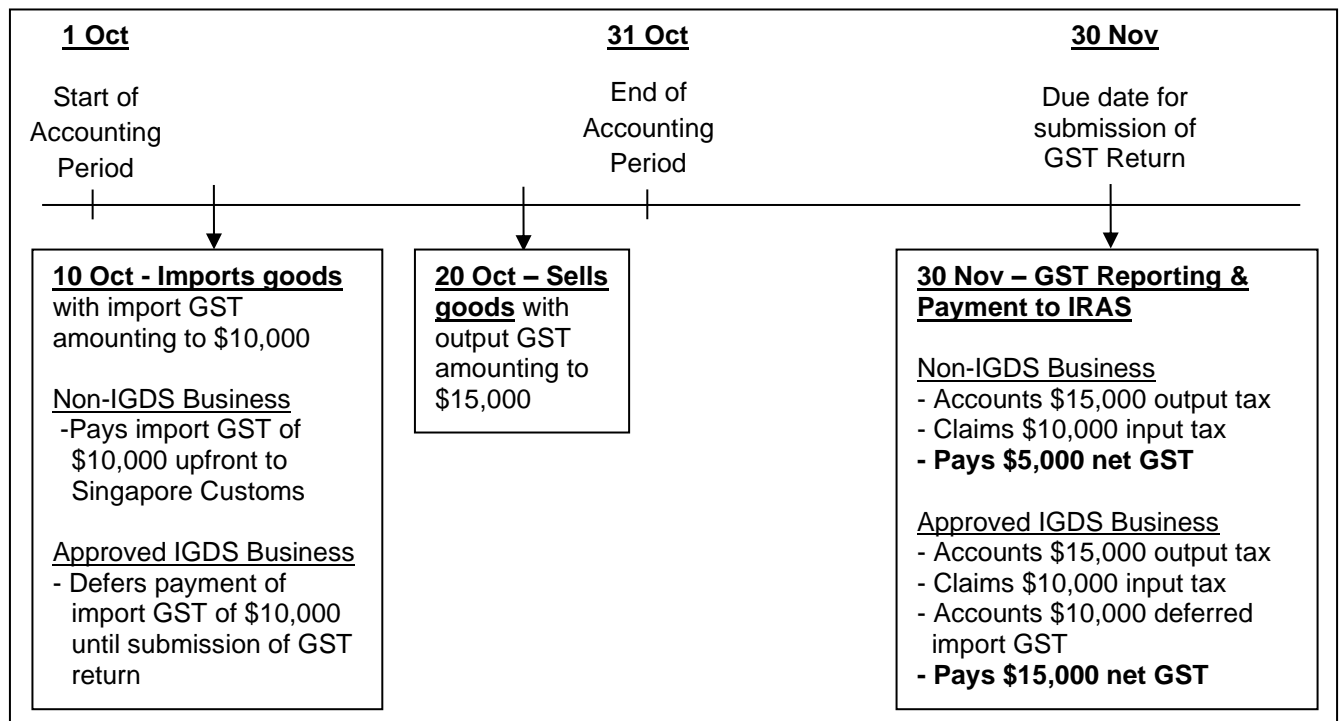 1 Oct
31 Oct
30 Nov
Start of
Accounting
Period
End of
Accounting
Period
Due date for
submission of
GST Return
10 Oct - Imports goods
with import GST
amounting to $10,000
Non-IGDS Business
-Pays import GST of
$10,000 upfront to
Singapore Customs
Approved IGDS Business
- Defers payment of
import GST of $10,000
until submission of GST
return
20 Oct – Sells
goods with
output GST
amounting to
$15,000
30 Nov – GST Reporting &
Payment to IRAS
Non-IGDS Business
- Accounts $15,000 output tax
- Claims $10,000 input tax
- Pays $5,000 net GST
Approved IGDS Business
- Accounts $15,000 output tax
- Claims $10,000 input tax
- Accounts $10,000 deferred
import GST
- Pays $15,000 net GST